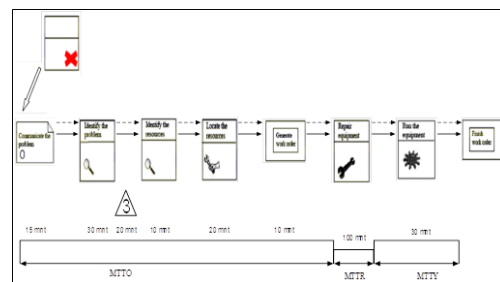 Communicate the
problem
Identify the
problem
Identify the
resources
Locate the
resources
Generate
work order
Repair
equipment
Run the
equipment
Finish
work order
3
15 mnt
30 mnt
20 mnt
10 mnt
20 mnt
10 mnt
100 mnt
30 mnt
MTTO
MTTR
MTTY